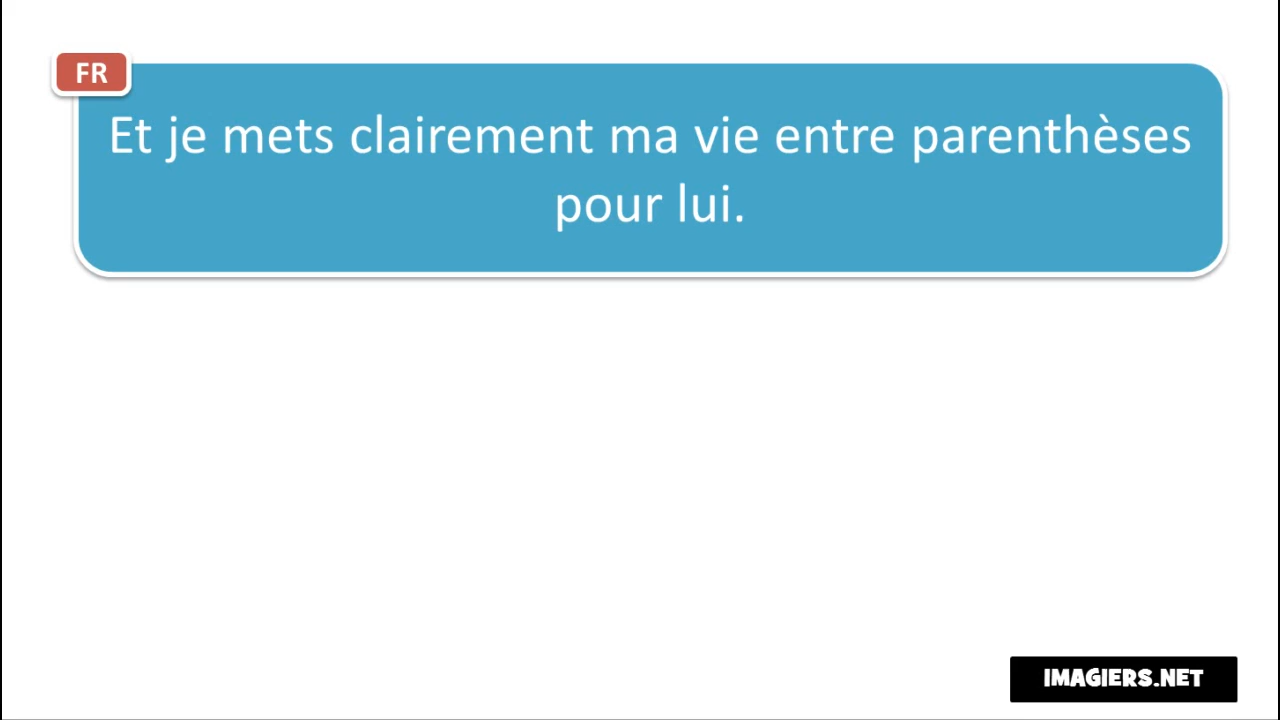 FR
Et je mets clairement ma vie entre parenthèses
pour lui.
IMAGIERS.NET